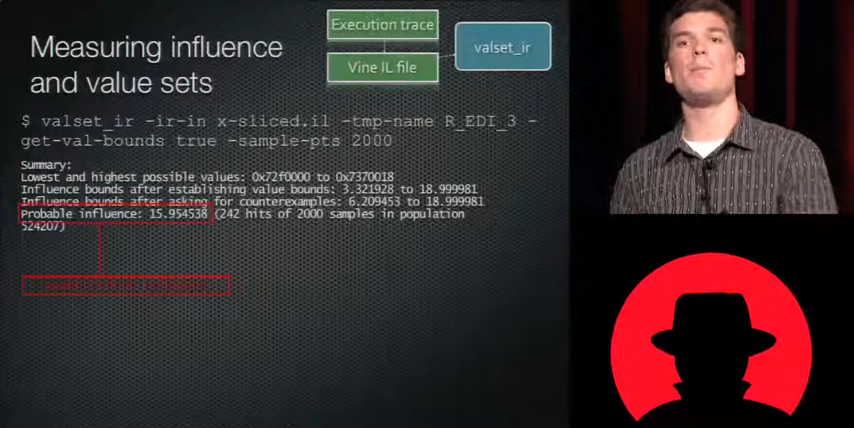 Measuring influence
and value sets
Execution trace
Vine IL file
valset_ir
$ valset_ir -ir-in x-sliced.il -tmp-name R_EDI_3 -
get-val-bounds true -sample-pts 2000
Summary:
Lowest and highest possible values: 0x72f0000 to 0x7370018
Influence bounds after establishing value bounds: 3.321928 to 18.999981
Influence bounds after asking for counterexamples: 6.209453 to 18.999981
Probable influence: 15.954538 (242 hits of 2000 samples in population
524207)